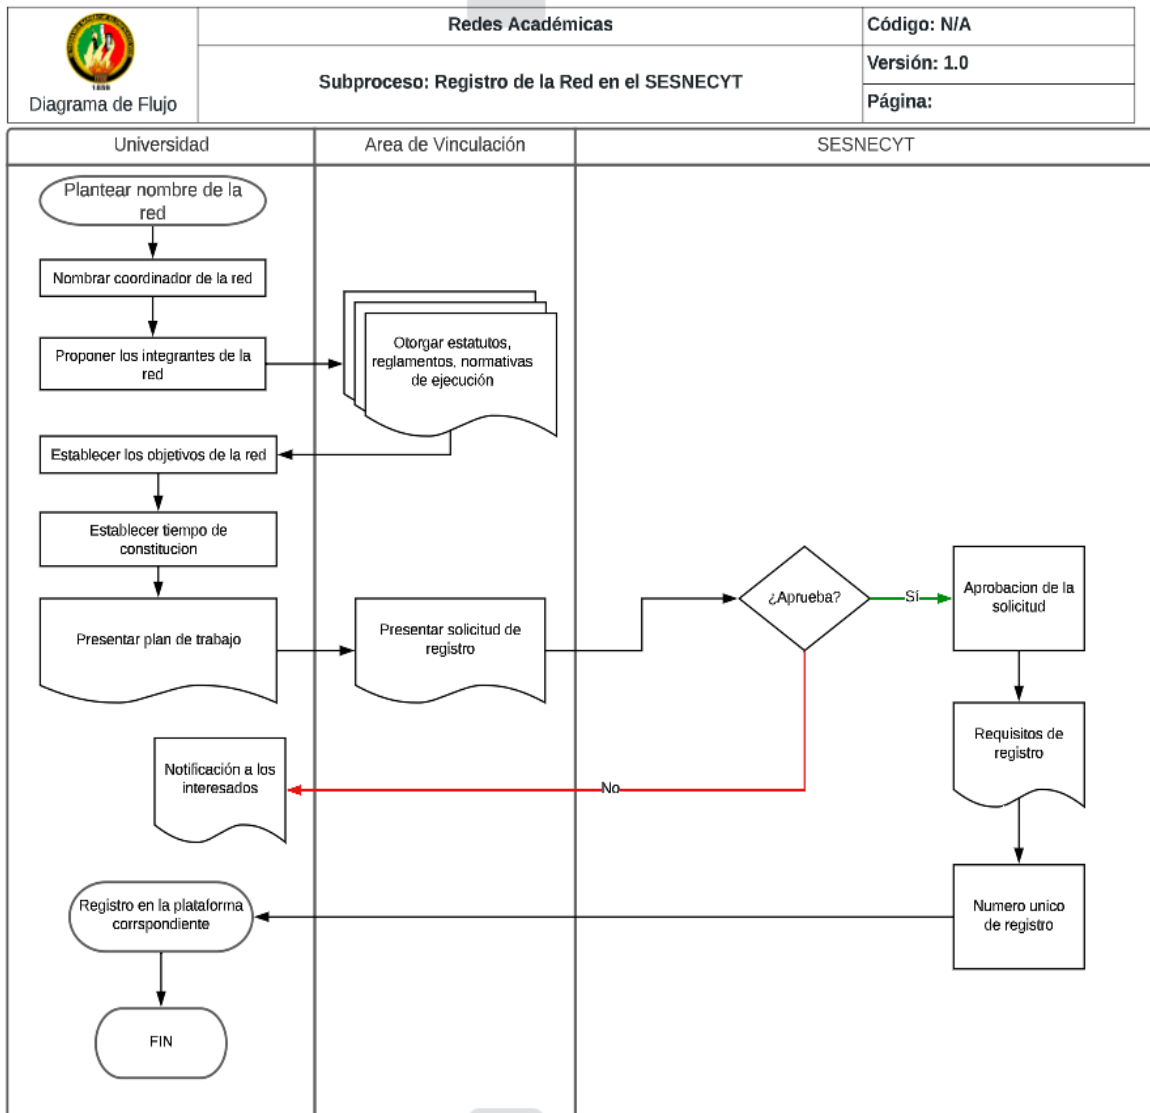 Redes Académicas
Código: N/A
Subproceso: Registro de la Red en el SESNECYT
Versión: 1.0
Página:
1859
Diagrama de Flujo
Universidad
Area de Vinculación
SESNECYT
Plantear nombre de la
red
Nombrar coordinador de la red
Proponer los integrantes de la
red
Otorgar estatutos,
reglamentos, normativas
de ejecución
Establecer los objetivos de la red
Establecer tiempo de
constitucion
Presentar plan de trabajo
Presentar solicitud de
registro
¿Aprueba?
Sí
Aprobacion de la
solicitud
Requisitos de
registro
Notificación a los
interesados
No
Numero unico
de registro
Registro en la plataforma
corrspondiente
FIN